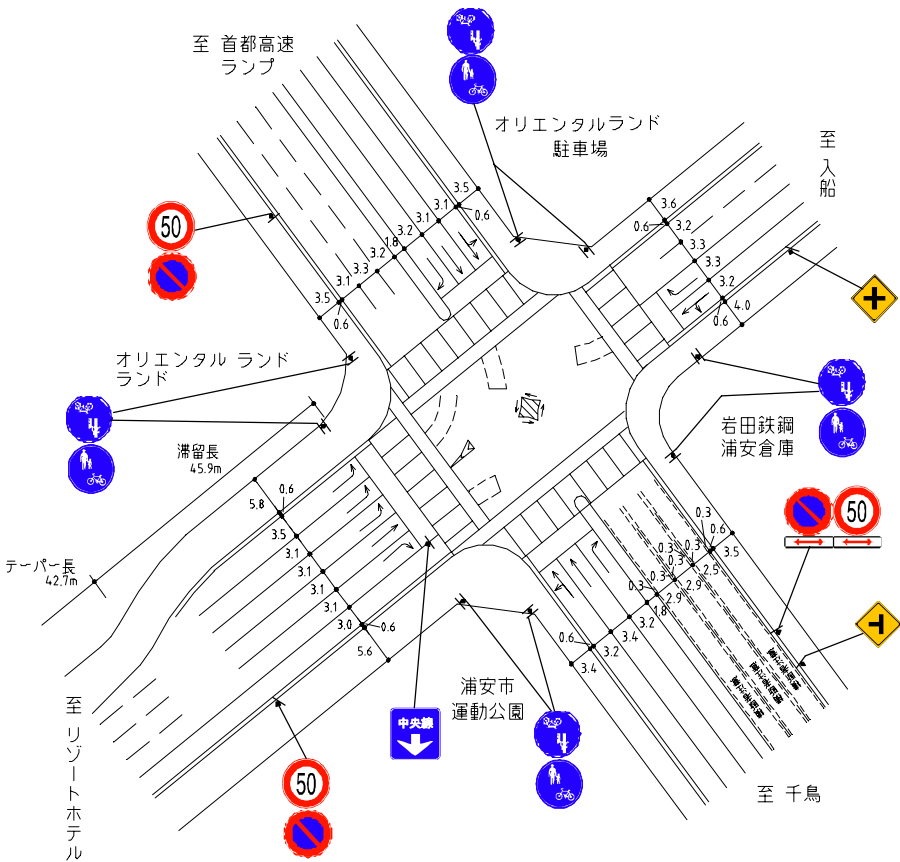 至 首都高速
ランプ
オリエンタルランド
駐車場
至 入船
50
3.5
3.1
0.6
3.1
3.2
1.8
3.2
3.3
3.1
3.5
0.6
3.6
0.6
3.2
3.3
3.3
3.2
0.6
4.0
オリエンタル ランド
ランド
滞留長
45.9m
テーパー長
42.7m
岩田鉄鋼
浦安倉庫
50
5.8
0.6
3.5
3.1
3.1
3.1
3.0
0.6
5.6
0.3
0.6
3.5
0.3
2.5
0.3
2.9
0.3
2.9
0.3
1.8
3.2
3.4
3.2
0.6
3.4
浦安市
運動公園
中央線
50
至 リゾートホテル
至 千鳥